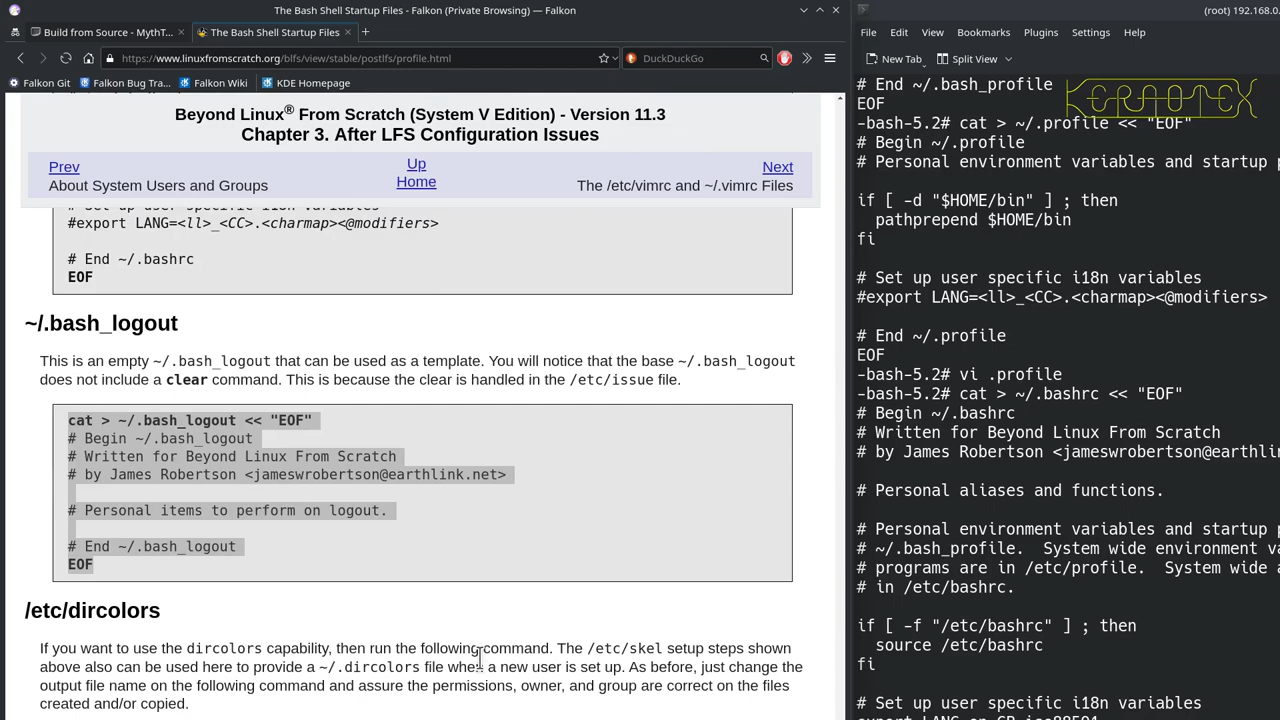 The Bash Shell Startup Files - Falkon (Private Browsing) — Falkon
(root) 192.168.0.
Build from Source - MythT...
The Bash Shell Startup Files
File Edit View Bookmarks Plugins Settings Help
https://www.linuxfromscratch.org/blfs/view/stable/postlfs/profile.html
DuckDuckGo
New Tab
Split View
Falkon Git
Falkon Bug Tra...
Falkon Wiki
KDE Homepage
Beyond Linux® From Scratch (System V Edition) - Version 11.3
Chapter 3. After LFS Configuration Issues
Prev
Up
Next
About System Users and Groups
Home
The /etc/vimrc and ~/.vimrc Files
# Set up user specific i18n variables
#export LANG=<ll>_<CC>.<charmap><@modifiers>
# End ~/.bashrc
EOF
~/.bash_logout
This is an empty ~/.bash_logout that can be used as a template. You will notice that the base ~/.bash_logout
does not include a clear command. This is because the clear is handled in the /etc/issue file.
cat > ~/.bash_logout << "EOF"
# Begin ~/.bash_logout
# Written for Beyond Linux From Scratch
# by James Robertson <jameswrobertson@earthlink.net>
# Personal items to perform on logout.
# End ~/.bash_logout
EOF
/etc/dircolors
If you want to use the dircolors capability, then run the following command. The /etc/skel setup steps shown
above also can be used here to provide a ~/.dircolors file when a new user is set up. As before, just change the
output file name on the following command and assure the permissions, owner, and group are correct on the files
created and/or copied.
# End ~/.bash_profile
EOF
KERAOTEX
-bash-5.2# cat > ~/.profile << "EOF"
# Begin ~/.profile
# Personal environment variables and startup p
if [ -d "$HOME/bin" ] ; then
pathprepend $HOME/bin
fi
# Set up user specific i18n variables
#export LANG=<ll>_<CC>.<charmap><@modifiers>
# End ~/.profile
EOF
-bash-5.2# vi .profile
-bash-5.2# cat > ~/.bashrc << "EOF"
# Begin ~/.bashrc
# Written for Beyond Linux From Scratch
# by James Robertson <jameswrobertson@earthlin
# Personal aliases and functions.
# Personal environment variables and startup p
# ~/.bash_profile. System wide environment va
# programs are in /etc/profile. System wide a
# in /etc/bashrc.
if [ -f "/etc/bashrc" ] ; then
source /etc/bashrc
fi
# Set up user specific i18n variables